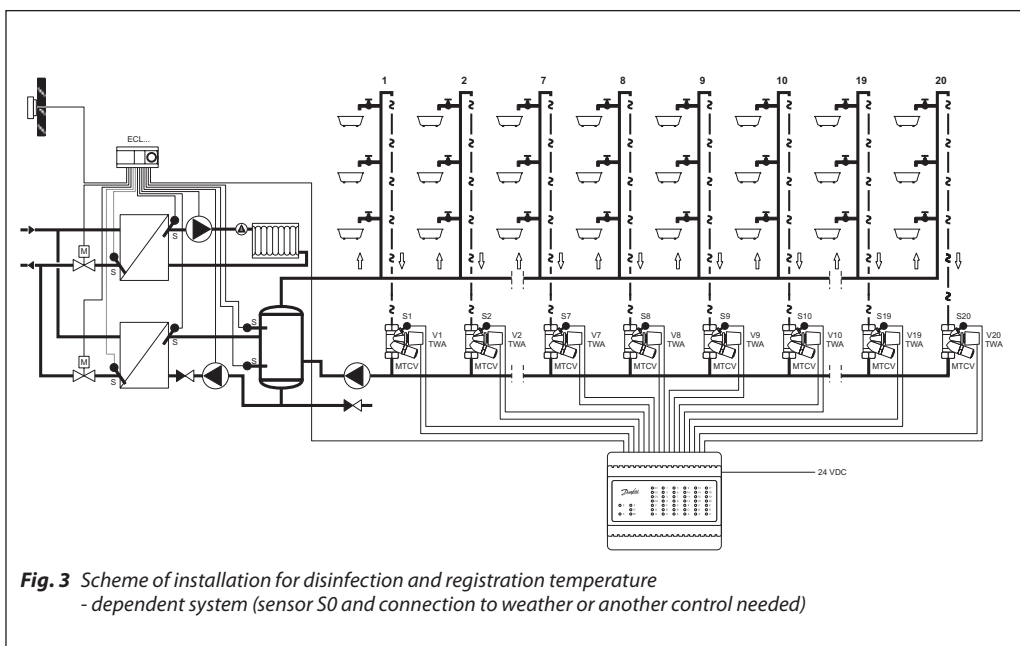 1 2 7 8 9 10 19 20
ECL...
M
S
S
M
S
S
S
S
S1 S2 S7 S8 S9 S10 S19 S20
V1 V2 V7 V8 V9 V10 V19 V20
TWA TWA TWA TWA TWA TWA TWA TWA
MTCV MTCV MTCV MTCV MTCV MTCV MTCV MTCV
24 VDC
Danfoss
Fig. 3 Scheme of installation for disinfection and registration temperature
- dependent system (sensor S0 and connection to weather or another control needed)